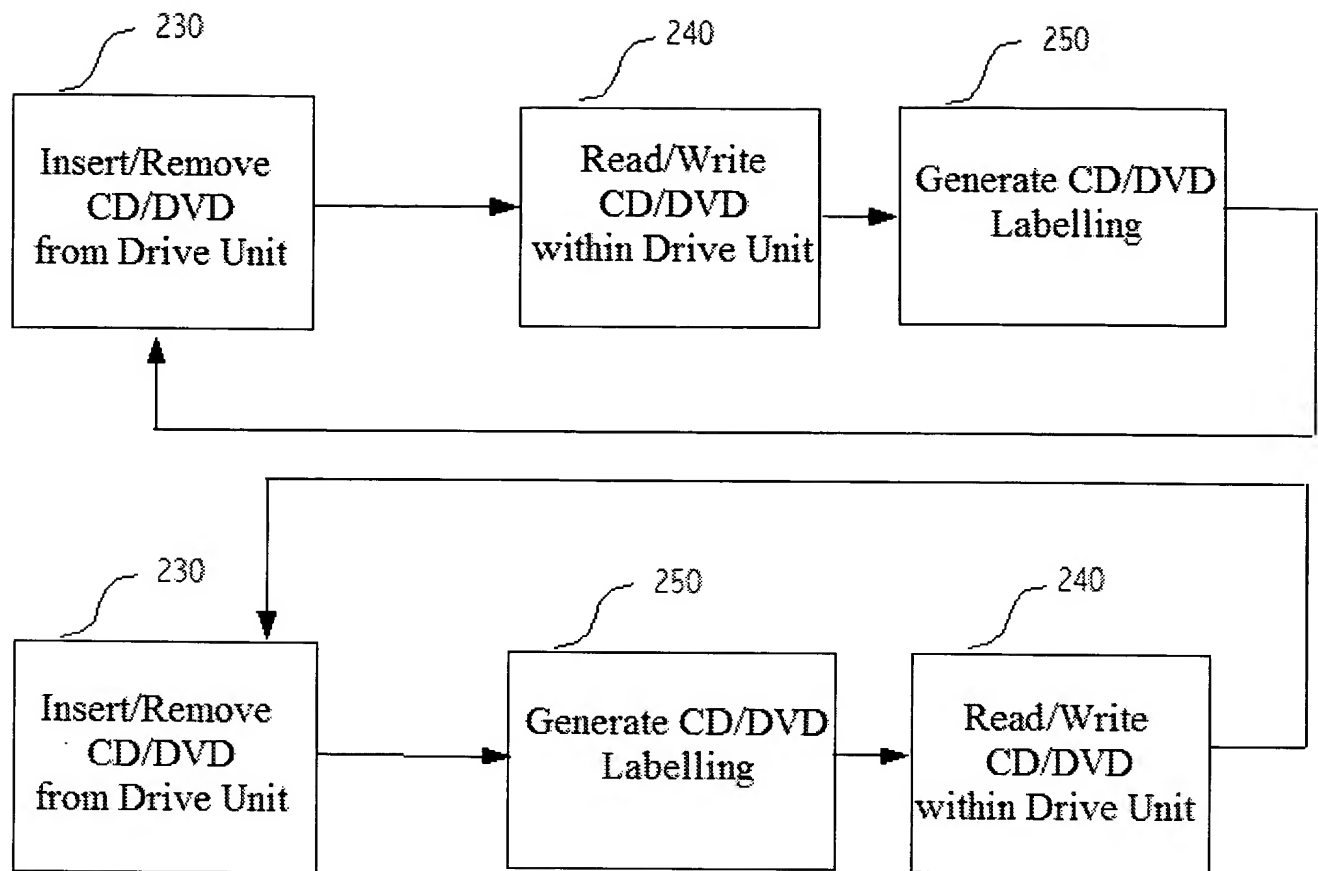 230
240
250
Insert/Remove
CD/DVD
from Drive Unit
Read/Write
CD/DVD
within Drive Unit
Generate CD/DVD
Labelling
230
250
240
Insert/Remove
CD/DVD
from Drive Unit
Generate CD/DVD
Labelling
Read/Write
CD/DVD
within Drive Unit